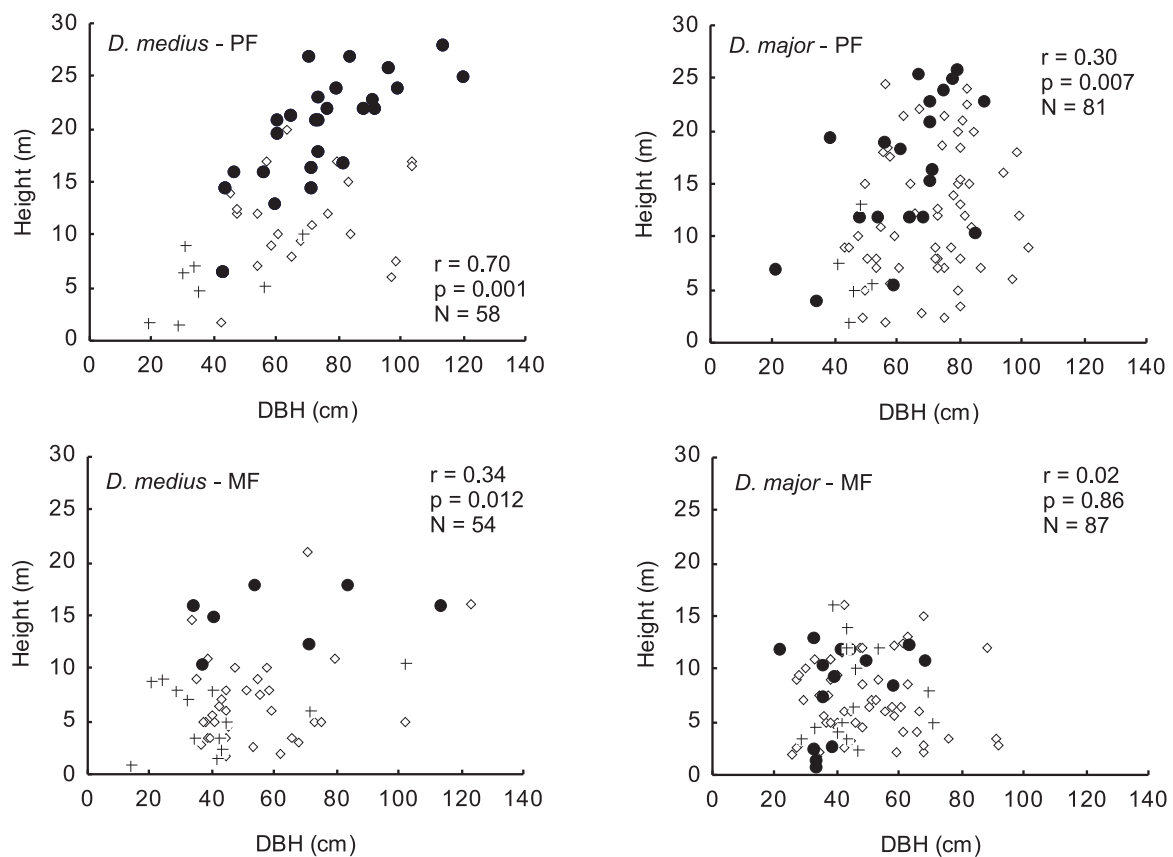 D. medius - PF
r = 0.70
p = 0.001
N = 58
30
25
20
15
10
5
0
Height (m)
0 20 40 60 80 100 120 140
DBH (cm)
D. major - PF
r = 0.30
p = 0.007
N = 81
30
25
20
15
10
5
0
Height (m)
0 20 40 60 80 100 120 140
DBH (cm)
D. medius - MF
r = 0.34
p = 0.012
N = 54
30
25
20
15
10
5
0
Height (m)
0 20 40 60 80 100 120 140
DBH (cm)
D. major - MF
r = 0.02
p = 0.86
N = 87
30
25
20
15
10
5
0
Height (m)
0 20 40 60 80 100 120 140
DBH (cm)